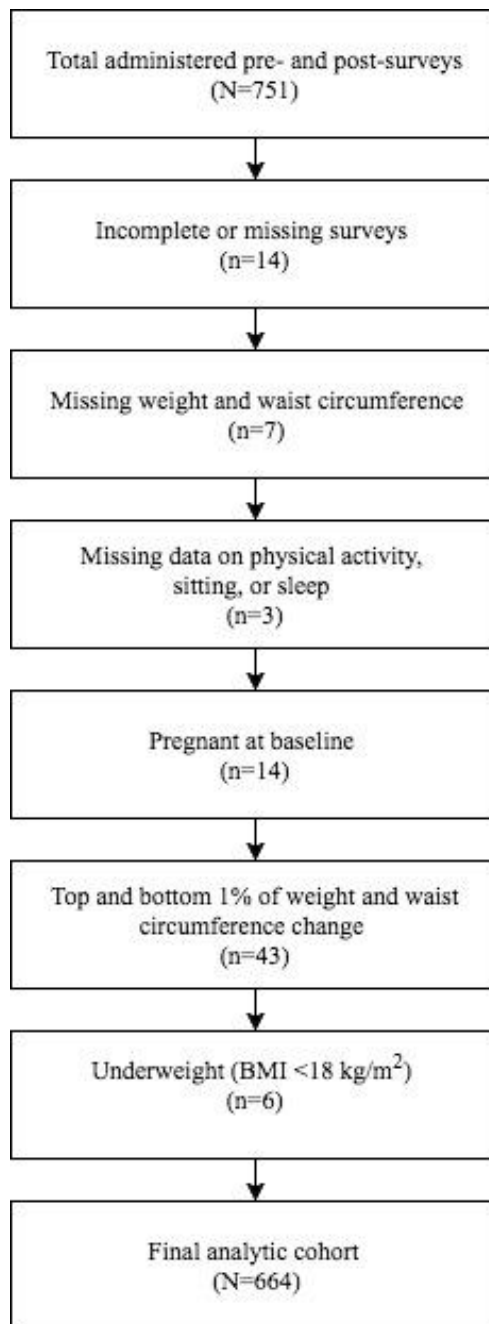 Total administered pre- and post-surveys
(N=751)
Incomplete or missing surveys
(n=14)
Missing weight and waist circumference
(n=7)
Missing data on physical activity,
sitting, or sleep
(n=3)
Pregnant at baseline
(n=14)
Top and bottom 1% of weight and waist
circumference change
(n=43)
Underweight (BMI <18 kg/m²)
(n=6)
Final analytic cohort
(N=664)